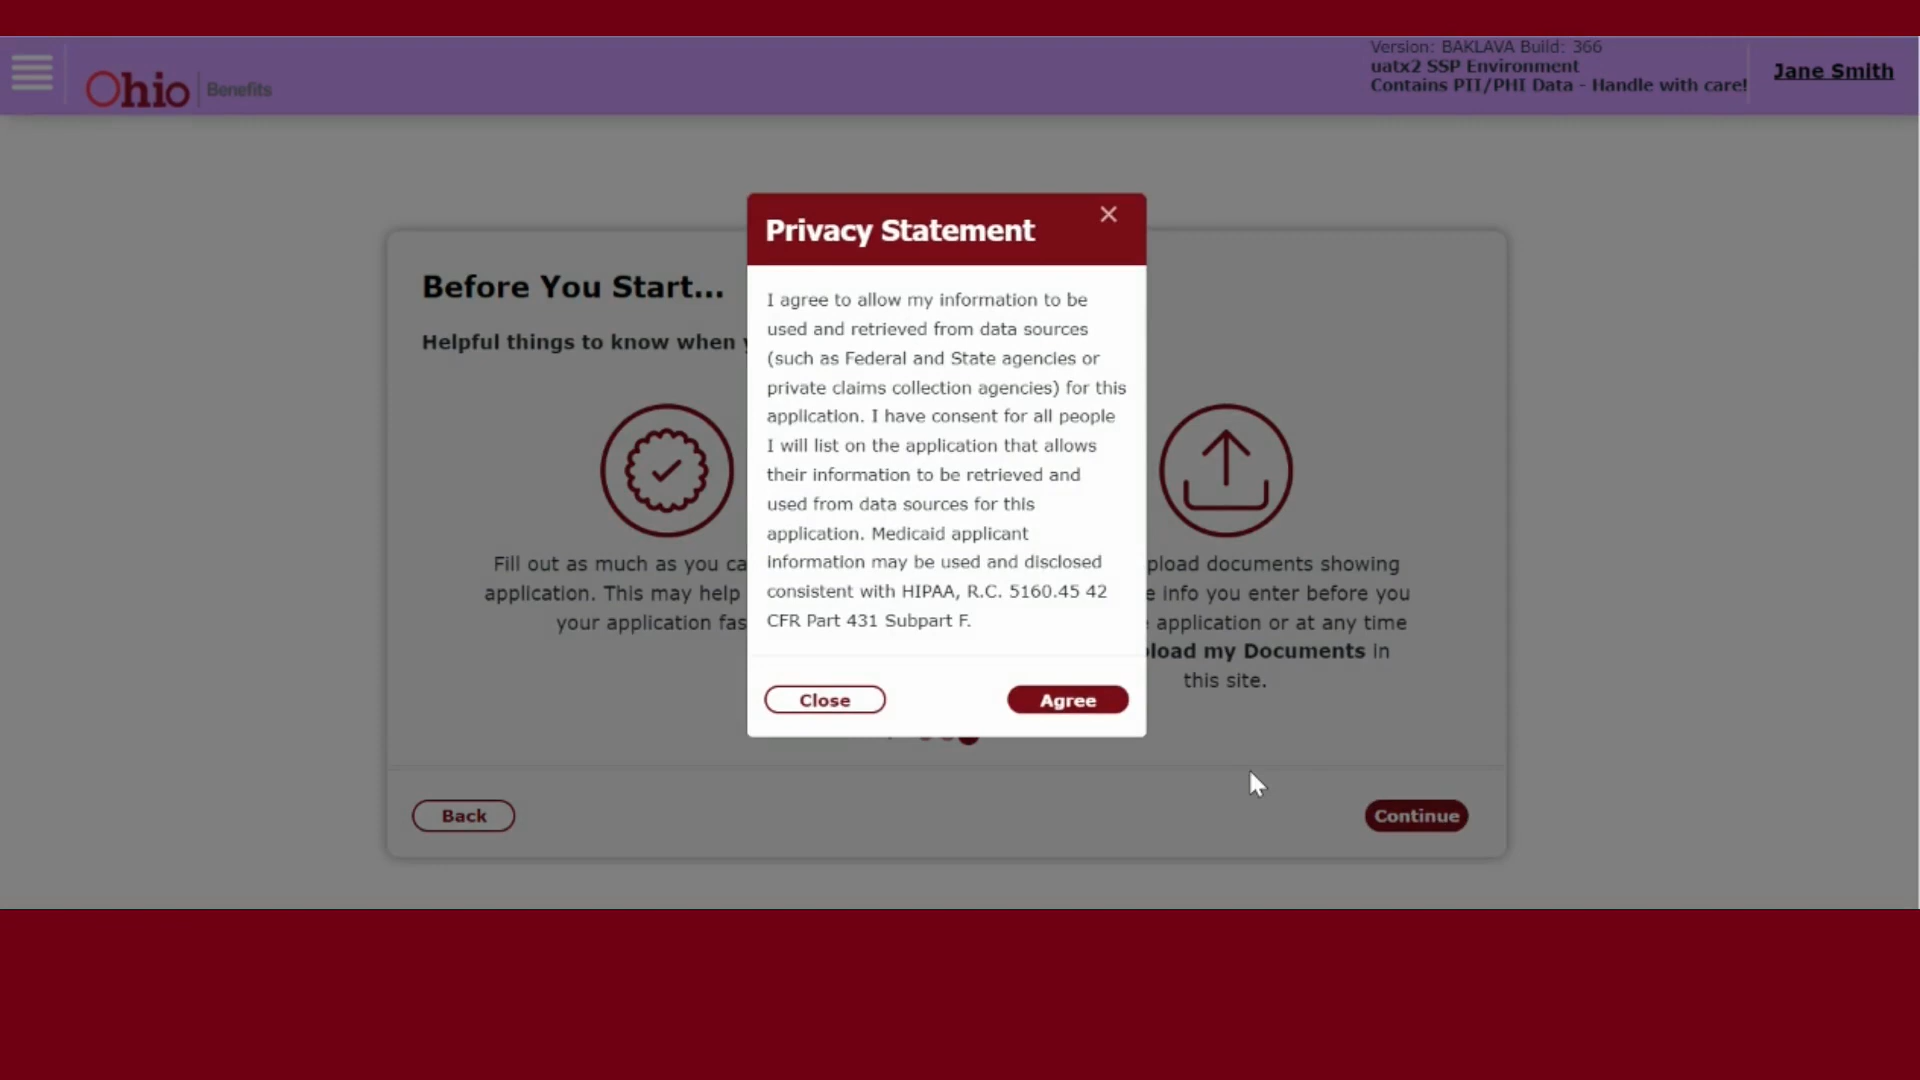 Version: BAKLAVA Build: 366
uatx2 SSP Environment
Contains PII/PHI Data - Handle with care!
Jane Smith
Ohio Benefits
Privacy Statement
Before You Start...
Helpful things to know when
I agree to allow my information to be
used and retrieved from data sources
(such as Federal and State agencies or
private claims collection agencies) for this
application. I have consent for all people
I will list on the application that allows
their information to be retrieved and
used from data sources for this
application. Medicaid applicant
information may be used and disclosed
consistent with HIPAA, R.C. 5160.45 42
CFR Part 431 Subpart F.
Close
Agree
Fill out as much as you
application. This may help
your application
pload documents showing
info you enter before you
application or at any time
load my Documents in
this site.
Back
Continue